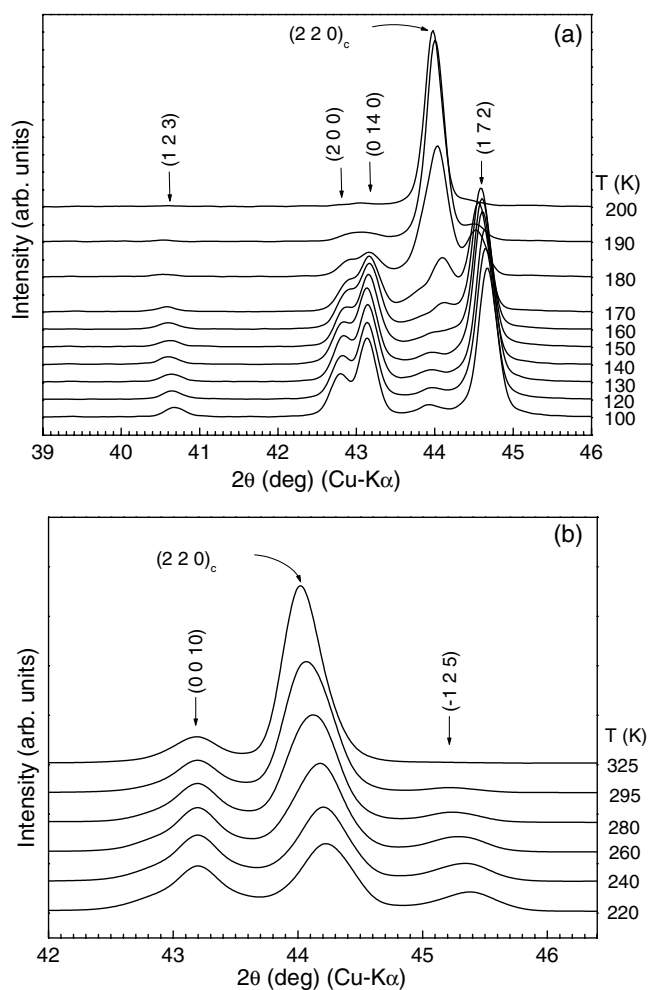 (a)
(2 2 0)c
(1 2 3)
(2 0 0)
(0 14 0)
(1 7 2)
Intensity (arb. units)
T (K)
200
190
180
170
160
150
140
130
120
100
39 40 41 42 43 44 45 46
2θ (deg) (Cu-Kα)
(b)
(2 2 0)c
(0 0 10)
(-1 2 5)
Intensity (arb. units)
T (K)
325
295
280
260
240
220
42 43 44 45 46
2θ (deg) (Cu-Kα)